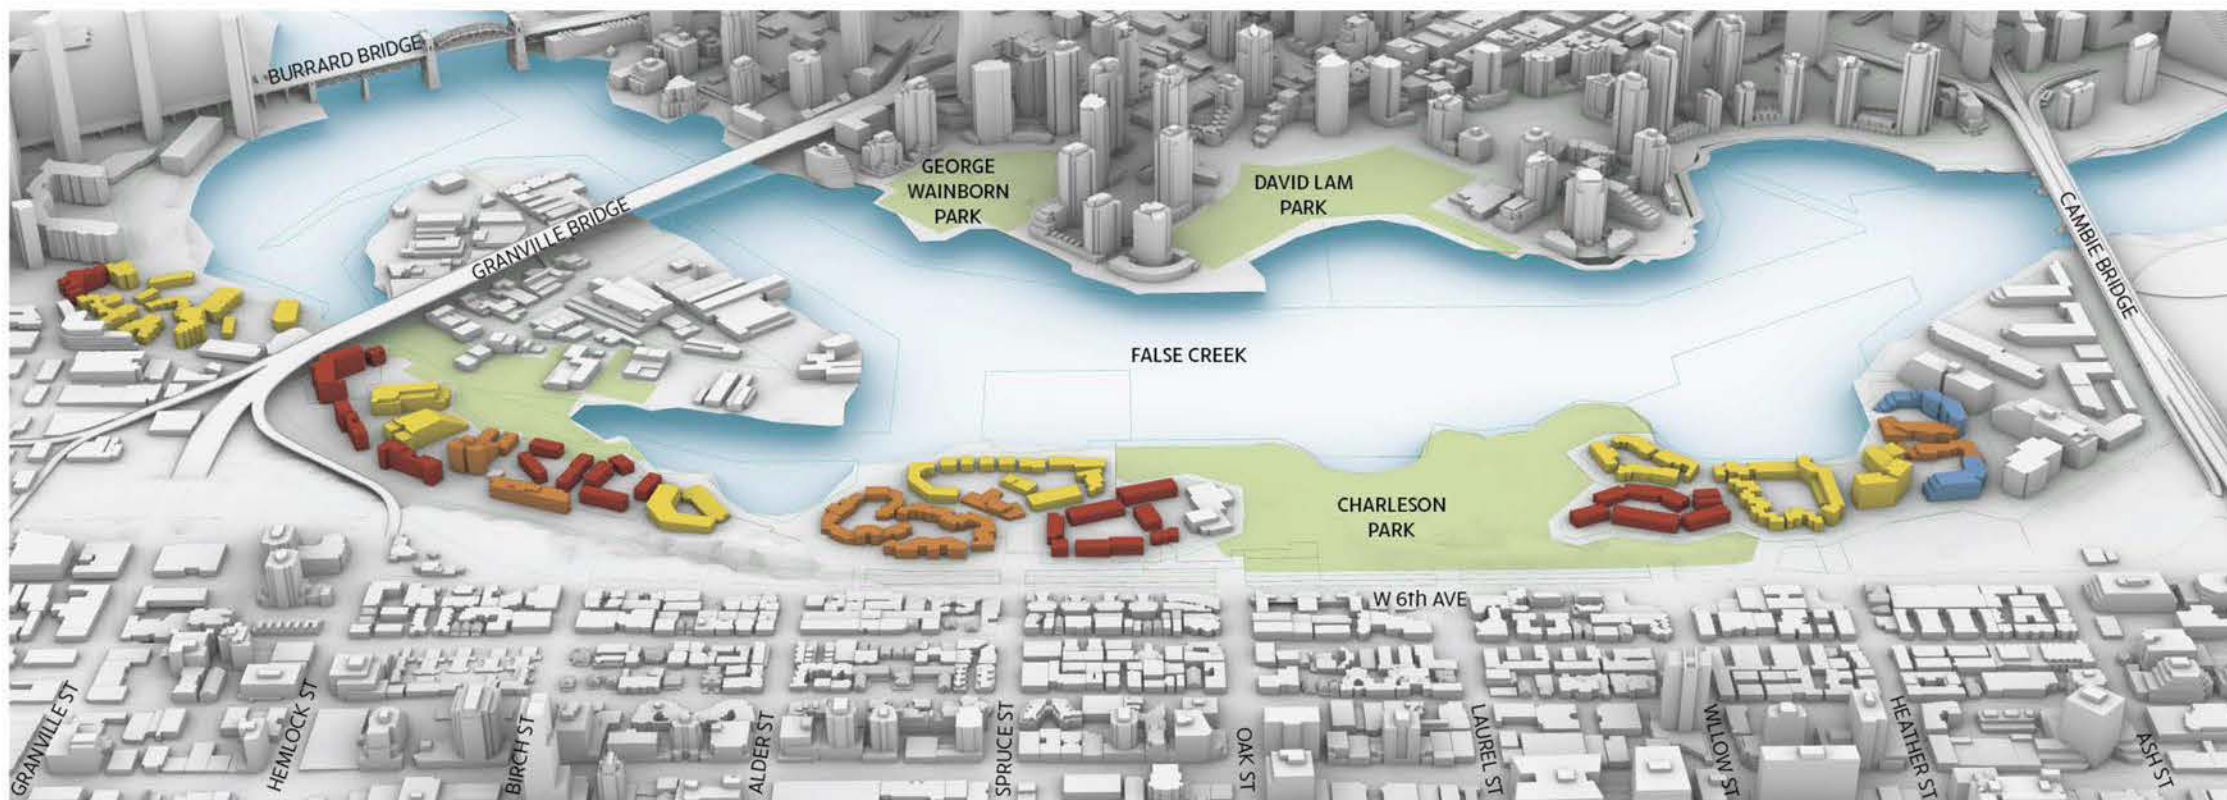 BURRARD BRIDGE
GEORGE
WAINBORN
PARK
DAVID LAM
PARK
GRANVILLE BRIDGE
CAMBIE BRIDGE
FALSE CREEK
CHARLESON
PARK
W 6th AVE
GRANVILLE ST
HEMLOCK ST
BIRCH ST
ALDER ST
SPRUCE ST
OAK ST
LAUREL ST
WILLOW ST
HEATHER ST
ASH ST